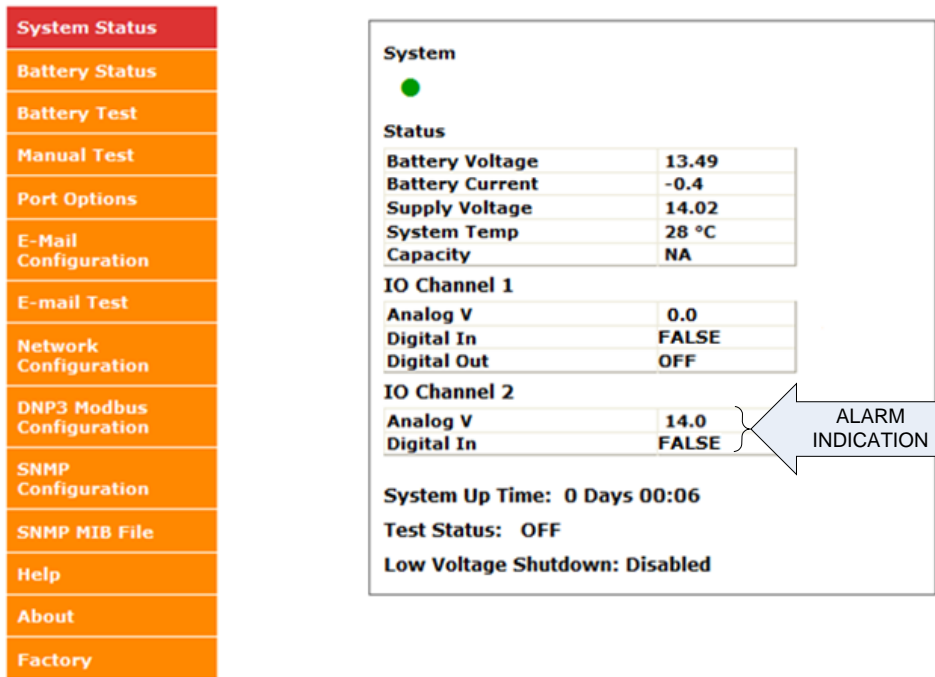 System Status
Battery Status
Battery Test
Manual Test
Port Options
E-Mail
Configuration
E-mail Test
Network
Configuration
DNP3 Modbus
Configuration
SNMP
Configuration
SNMP MIB File
Help
About
Factory
System
Status
Battery Voltage 13.49
Battery Current -0.4
Supply Voltage 14.02
System Temp 28 °C
Capacity NA
IO Channel 1
Analog V 0.0
Digital In FALSE
Digital Out OFF
IO Channel 2
Analog V 14.0
Digital In FALSE
ALARM
INDICATION
System Up Time: 0 Days 00:06
Test Status: OFF
Low Voltage Shutdown: Disabled